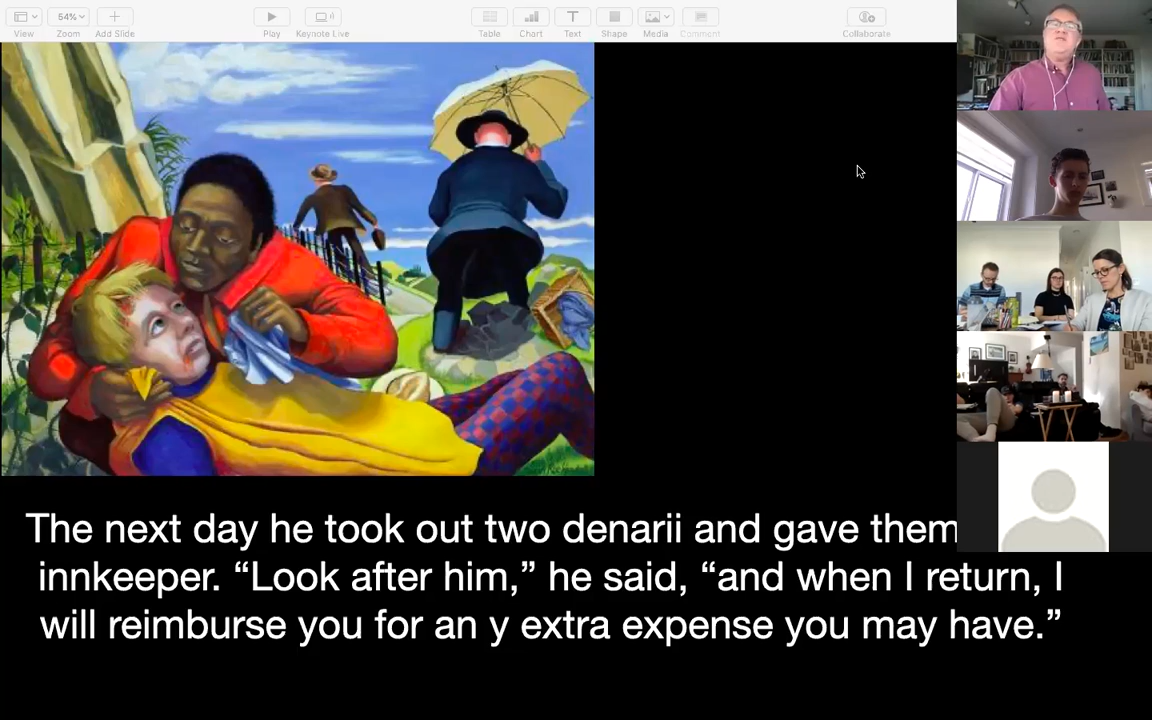 54%
View
Zoom
Add Slide
Play
Keynote Live
Table
Chart
Text
Shape
Media
Comment
Collaborate
T
The next day he took out two denarii and gave them
innkeeper. “Look after him,” he said, “and when I return, I
will reimburse you for an y extra expense you may have.”